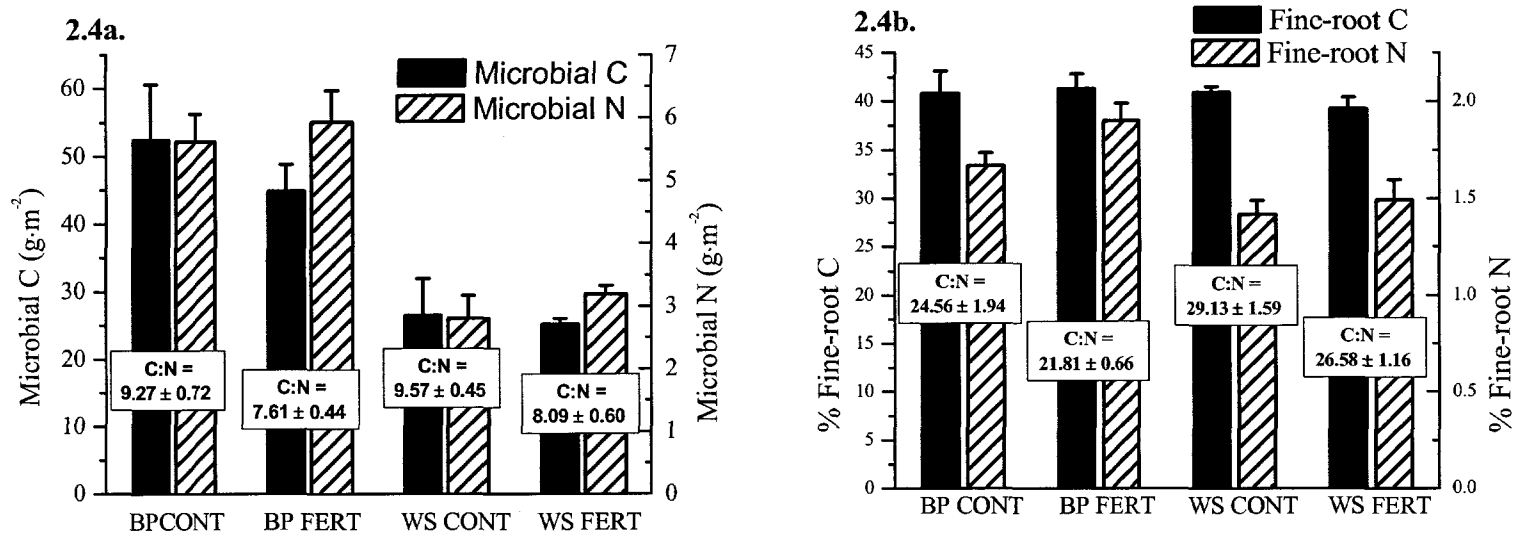 2.4a.
Microbial C
Microbial N
Microbial C (g·m-2)
60
50
40
30
20
10
0
7
6
5
4
3
2
1
0
Microbial N (g·m-2)
C:N =
9.27 ± 0.72
C:N =
7.61 ± 0.44
C:N =
9.57 ± 0.45
C:N =
8.09 ± 0.60
BPCONT
BP FERT
WS CONT
WS FERT
2.4b.
Fine-root C
Fine-root N
% Fine-root C
45
40
35
30
25
20
15
10
5
0
2.0
1.5
1.0
0.5
0.0
% Fine-root N
C:N =
24.56 ± 1.94
C:N =
21.81 ± 0.66
C:N =
29.13 ± 1.59
C:N =
26.58 ± 1.16
BP CONT
BP FERT
WS CONT
WS FERT